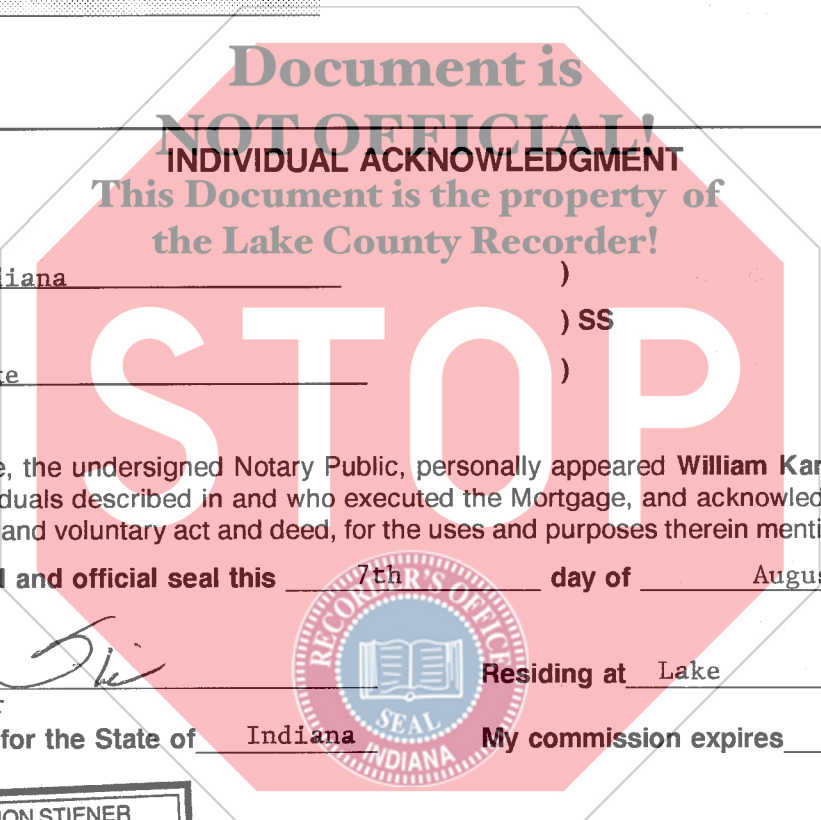 Document is
NOT OFFICIAL!
INDIVIDUAL ACKNOWLEDGMENT
This Document is the property of
the Lake County Recorder!
diana )
) SS
) 
STOP
e, the undersigned Notary Public, personally appeared William Kar
duals described in and who executed the Mortgage, and acknowled
and voluntary act and deed, for the uses and purposes therein menti
and official seal this 7th day of Augus
RECORDER'S OFFICE
SEAL
INDIANA
Residing at Lake
for the State of Indiana My commission expires
ON STIENER